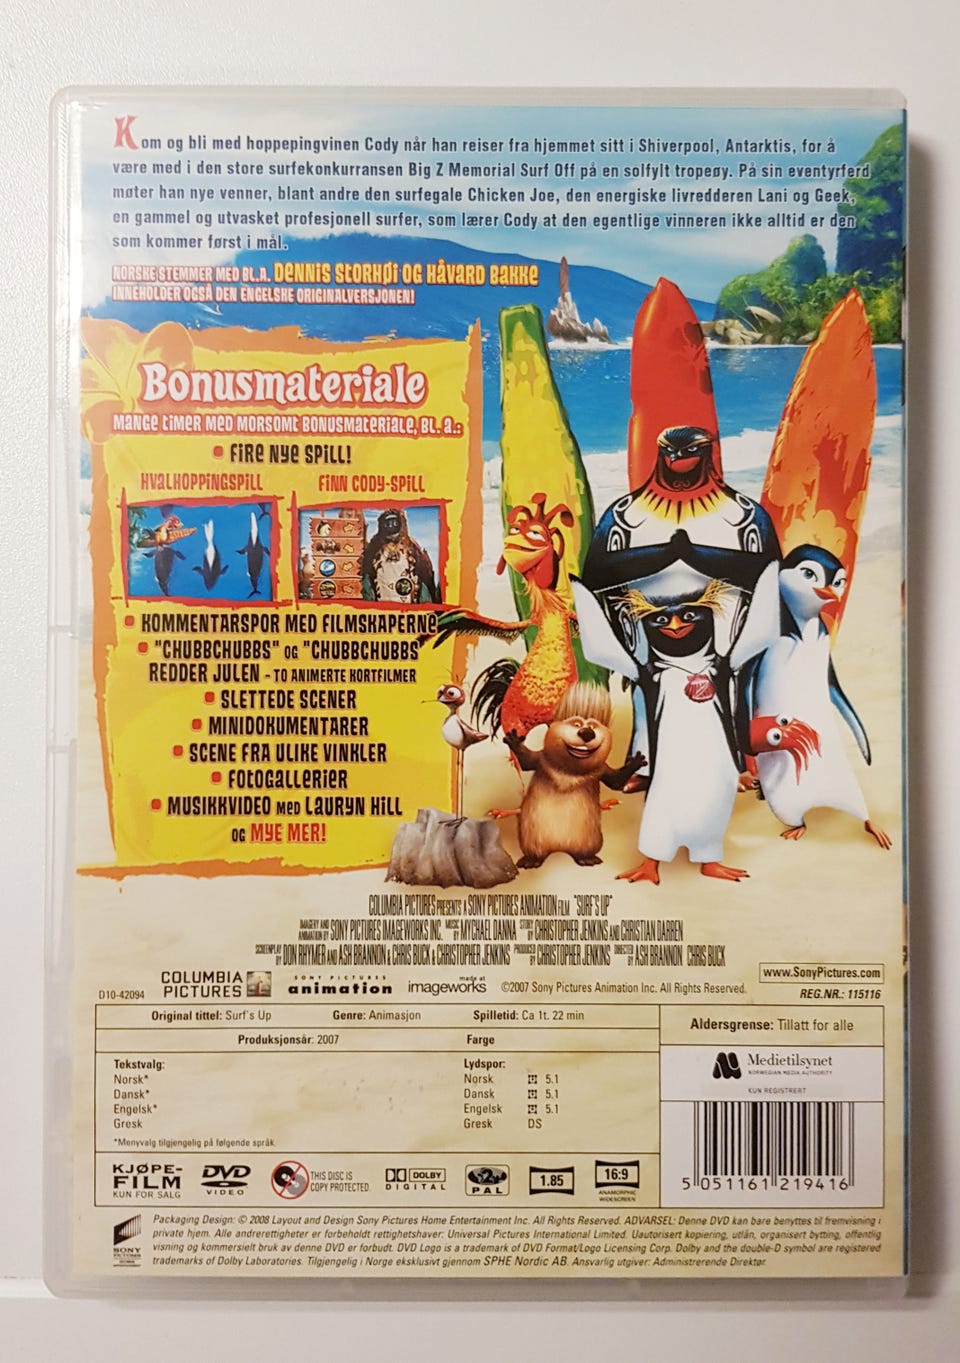 Kom og bli med hoppepingvinen Cody når han reiser fra hjemmet sitt i Shiverpool, Antarktis, for å
være med i den store surfekonkurransen Big Z Memorial Surf Off på en solfylt tropeøy. På sin eventyrferd
møter han nye venner, blant andre den surfegale Chicken Joe, den energiske livredderen Lani og Geek,
en gammel og utvasket profesjonell surfer, som lærer Cody at den egentlige vinneren ikke alltid er den
som kommer først i mål.
NORSKE STEMMER MED BL.A. DENNIS STORHØI OG HÅVARD BAKKE
INNEHOLDER OGSÅ DEN ENGELSKE ORIGINALVERSJONEN!
Bonusmateriale
MANGE TIMER MED MORSOMT BONUSMATERIALE, BL. A.:
FIRE NYE SPILL!
HVALHOPPINGSPILL FINN CODY-SPILL
KOMMENTARSPOR MED FILMSKAPERNE
"CHUBBCHUBBS" OG "CHUBBCHUBBS
REDDER JULEN - TO ANIMERTE KORTFILMER
SLETTEDE SCENER
MINIDOKUMENTARER
SCENE FRA ULIKE VINKLER
FOTOGALLERIER
MUSIKKVIDEO MED LAURYN HILL
OG MYE MER!
COLUMBIA PICTURES PRESENTS A SONY PICTURES ANIMATION FILM "SURF'S UP"
IMAGERY AND ANIMATION BY SONY PICTURES IMAGEWORKS INC. MUSIC BY MYCHAEL DANNA STORY BY CHRISTOPHER JENKINS AND CHRISTIAN DARREN
SCREENPLAY BY DON RHYMER AND ASH BRANNON & CHRIS BUCK & CHRISTOPHER JENKINS PRODUCED BY CHRISTOPHER JENKINS DIRECTED BY ASH BRANNON CHRIS BUCK
D10-42094
COLUMBIA
PICTURES
SONY PICTURES
animation
made at
imageworks
©2007 Sony Pictures Animation Inc. All Rights Reserved.
www.SonyPictures.com
REG.NR.: 115116
Original tittel: Surf's Up Genre: Animasjon Spilletid: Ca 1t. 22 min
Produksjonsår: 2007 Farge
Aldersgrense: Tillatt for alle
Tekstvalg: Lydspor:
Norsk* Norsk 5.1
Dansk* Dansk 5.1
Engelsk* Engelsk 5.1
Gresk Gresk DS
*Menyvalg tilgjengelig på følgende språk.
Medietilsynet
NORWEGIAN MEDIA AUTHORITY
KUN REGISTRERT
5 051161 219416
KJØPE-
FILM
KUN FOR SALG
DVD
VIDEO
THIS DISC IS
COPY PROTECTED.
DOLBY
DIGITAL
2
PAL
1.85
16:9
ANAMORPHIC
WIDESCREEN
SONY
PICTURES
HOME
ENTERTAINMENT
Packaging Design: © 2008 Layout and Design Sony Pictures Home Entertainment Inc. All Rights Reserved. ADVARSEL: Denne DVD kan bare benyttes til fremvisning i
private hjem. Alle andrerettigheter er forbeholdt rettighetshaver: Universal Pictures International Limited. Uautorisert kopiering, utlån, organisert bytting, offentlig
visning og kommersielt bruk av denne DVD er forbudt. DVD Logo is a trademark of DVD Format/Logo Licensing Corp. Dolby and the double-D symbol are registered
trademarks of Dolby Laboratories. Tilgjengelig i Norge eksklusivt gjennom SPHE Nordic AB. Ansvarlig utgiver: Administrerende Direktør.